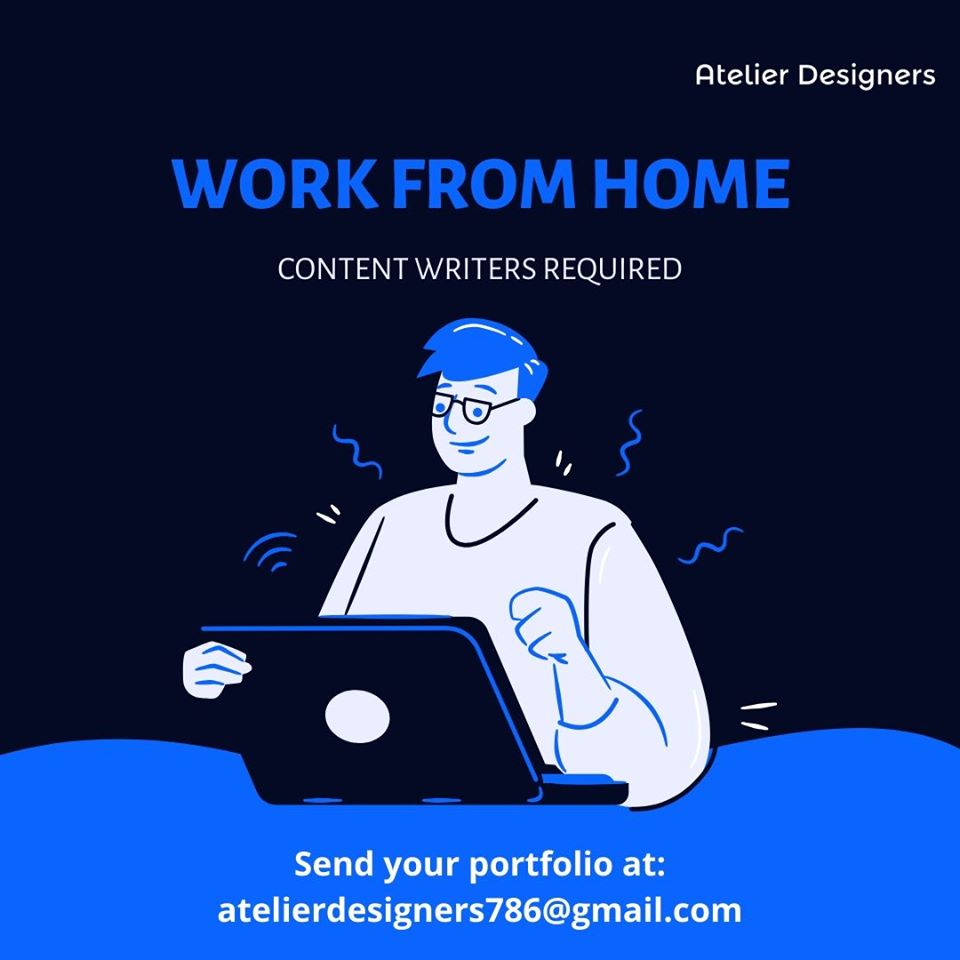 Atelier Designers
WORK FROM HOME
CONTENT WRITERS REQUIRED
Send your portfolio at:
atelierdesigners786@gmail.com